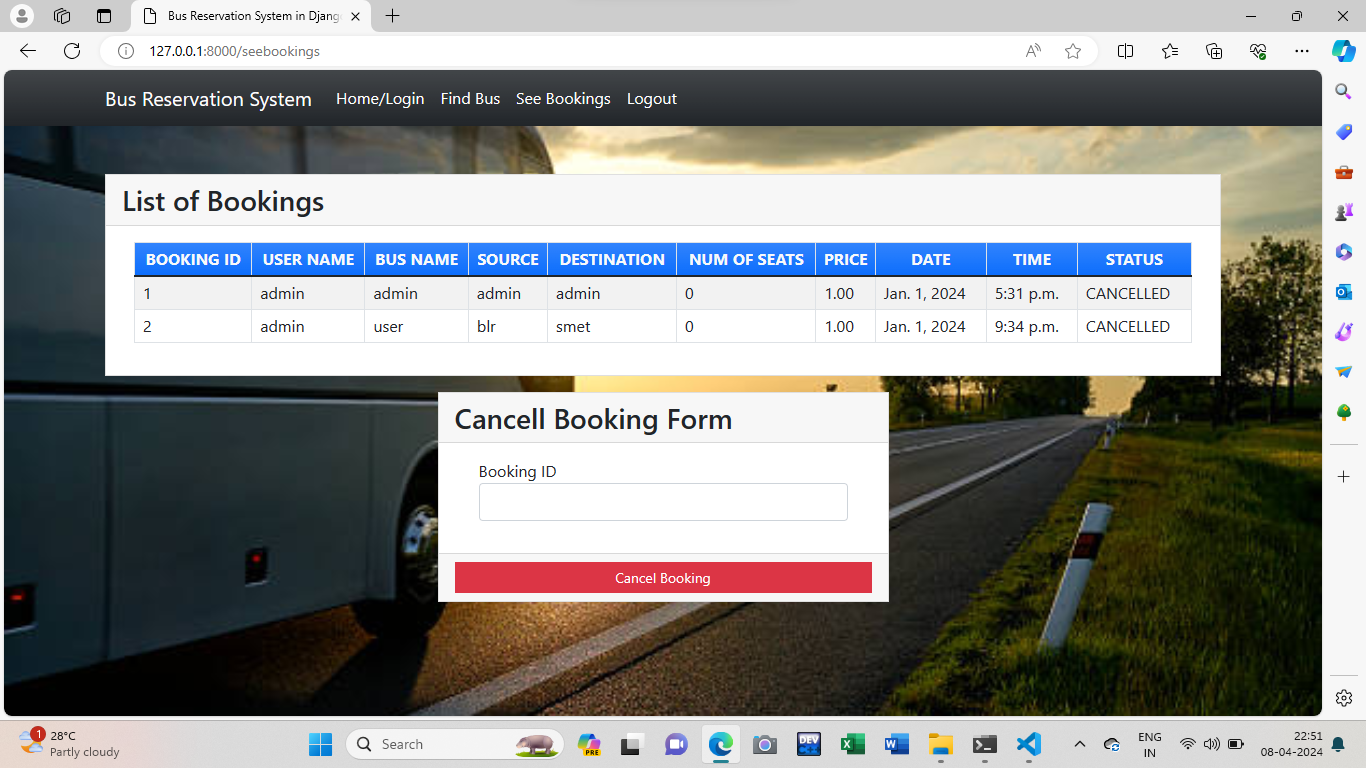 Bus Reservation System in Djang
127.0.0.1:8000/seebookings
Bus Reservation System Home/Login Find Bus See Bookings Logout
List of Bookings
BOOKING ID USER NAME BUS NAME SOURCE DESTINATION NUM OF SEATS PRICE DATE TIME STATUS
1 admin admin admin admin 0 1.00 Jan. 1, 2024 5:31 p.m. CANCELLED
2 admin user blr smet 0 1.00 Jan. 1, 2024 9:34 p.m. CANCELLED
Cancell Booking Form
Booking ID
Cancel Booking
1 28°C
Partly cloudy
Search
PRE
DEV
ENG
IN
22:51
08-04-2024